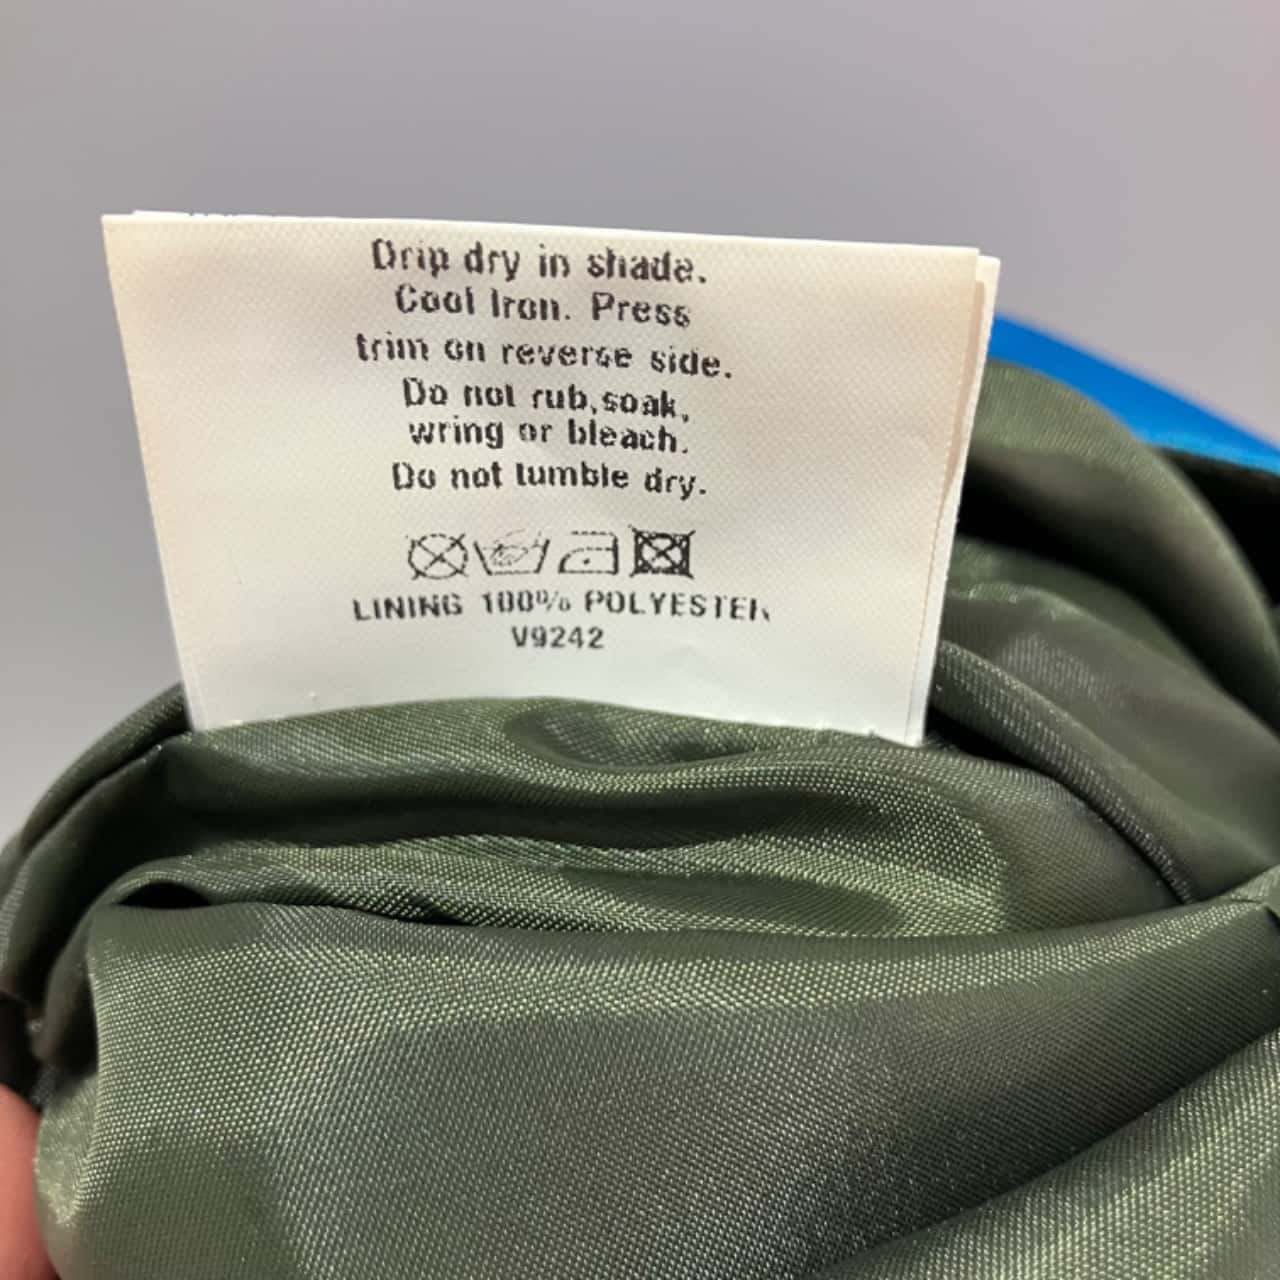 Drip dry in shade.
Cool Iron. Press
trim on reverse side.
Do not rub,soak,
wring or bleach.
Do not tumble dry.
LINING 100% POLYESTER
V9242